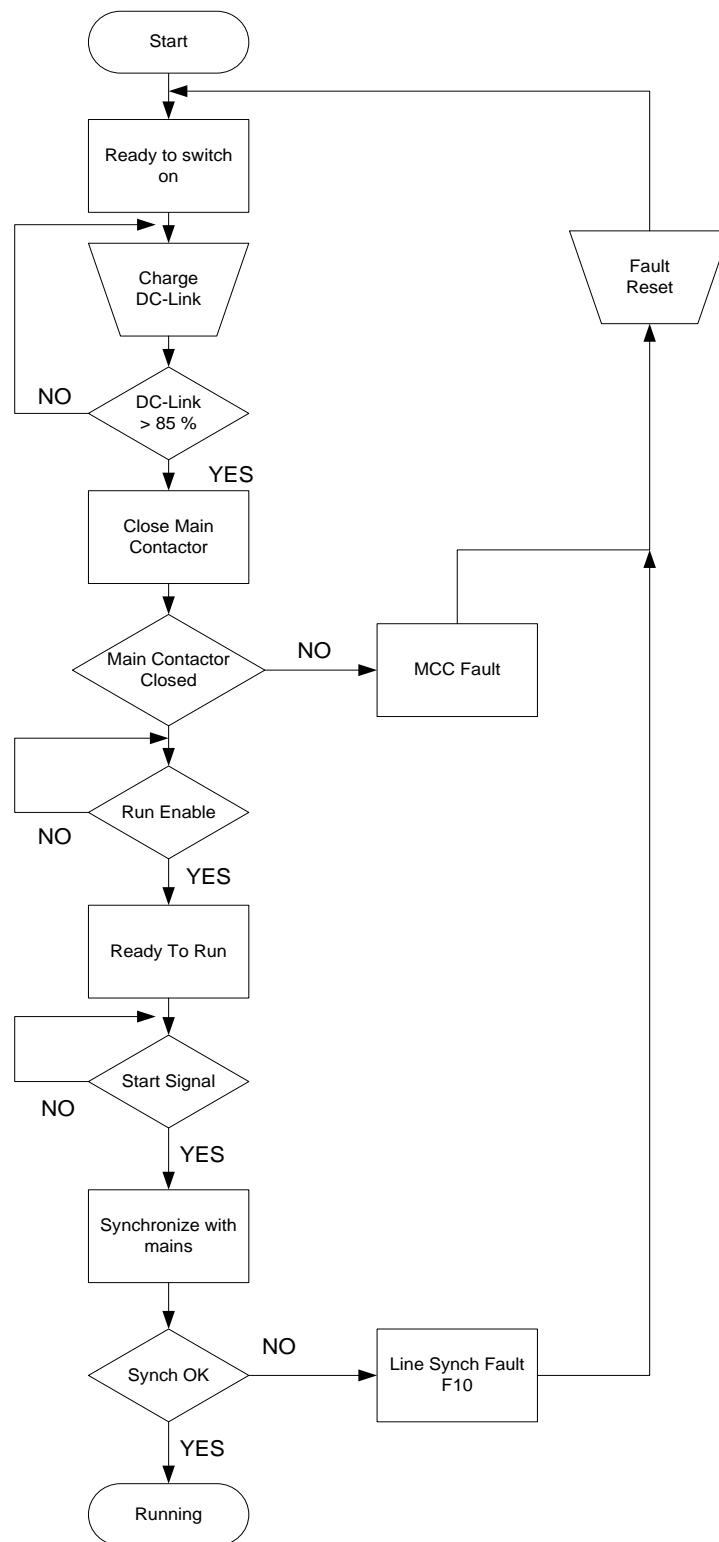 Start
Ready to switch
on
Charge
DC-Link
Fault
Reset
NO
DC-Link
> 85 %
YES
Close Main
Contactor
Main Contactor
Closed
NO
MCC Fault
Run Enable
NO
YES
Ready To Run
Start Signal
NO
YES
Synchronize with
mains
Synch OK
NO
Line Synch Fault
F10
YES
Running